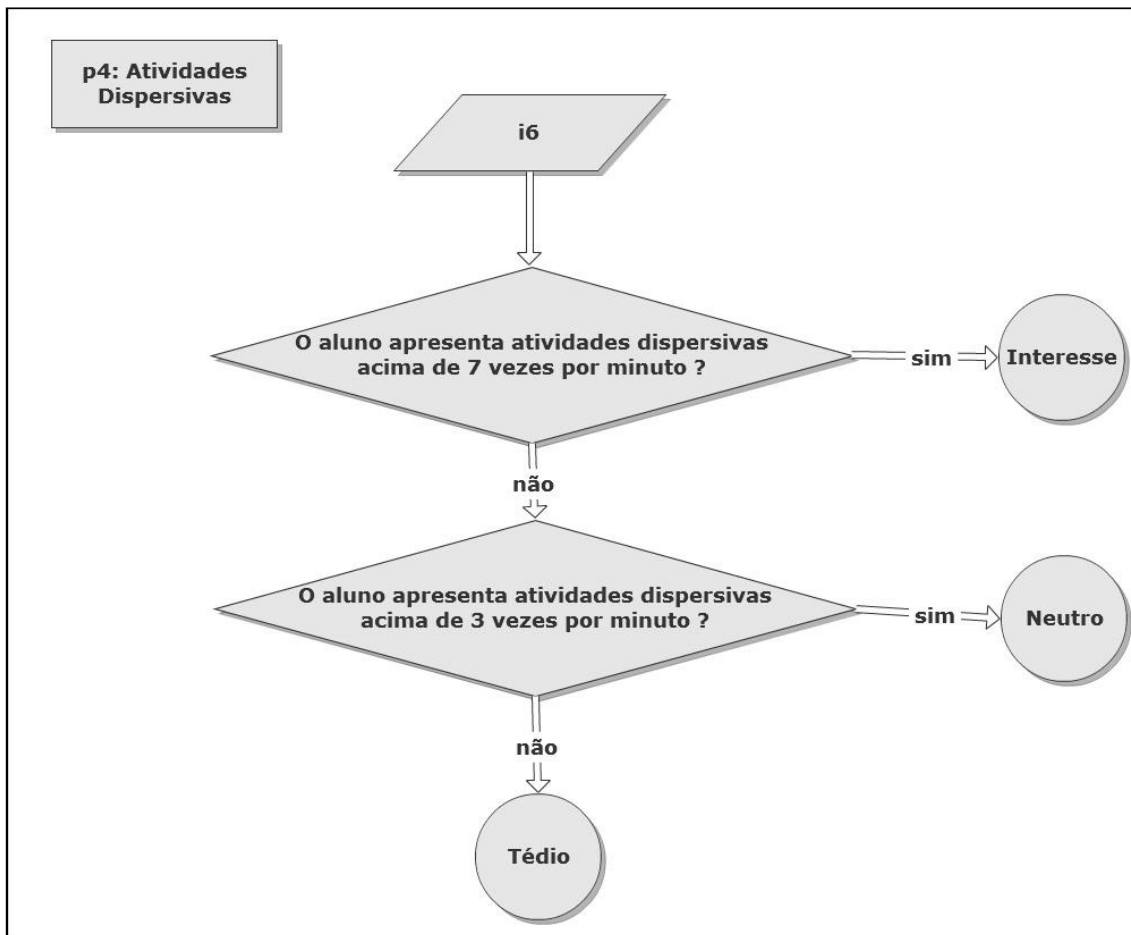 p4: Atividades
Dispersivas
i6
O aluno apresenta atividades dispersivas
acima de 7 vezes por minuto ?
sim
Interesse
não
O aluno apresenta atividades dispersivas
acima de 3 vezes por minuto ?
sim
Neutro
não
Tédio